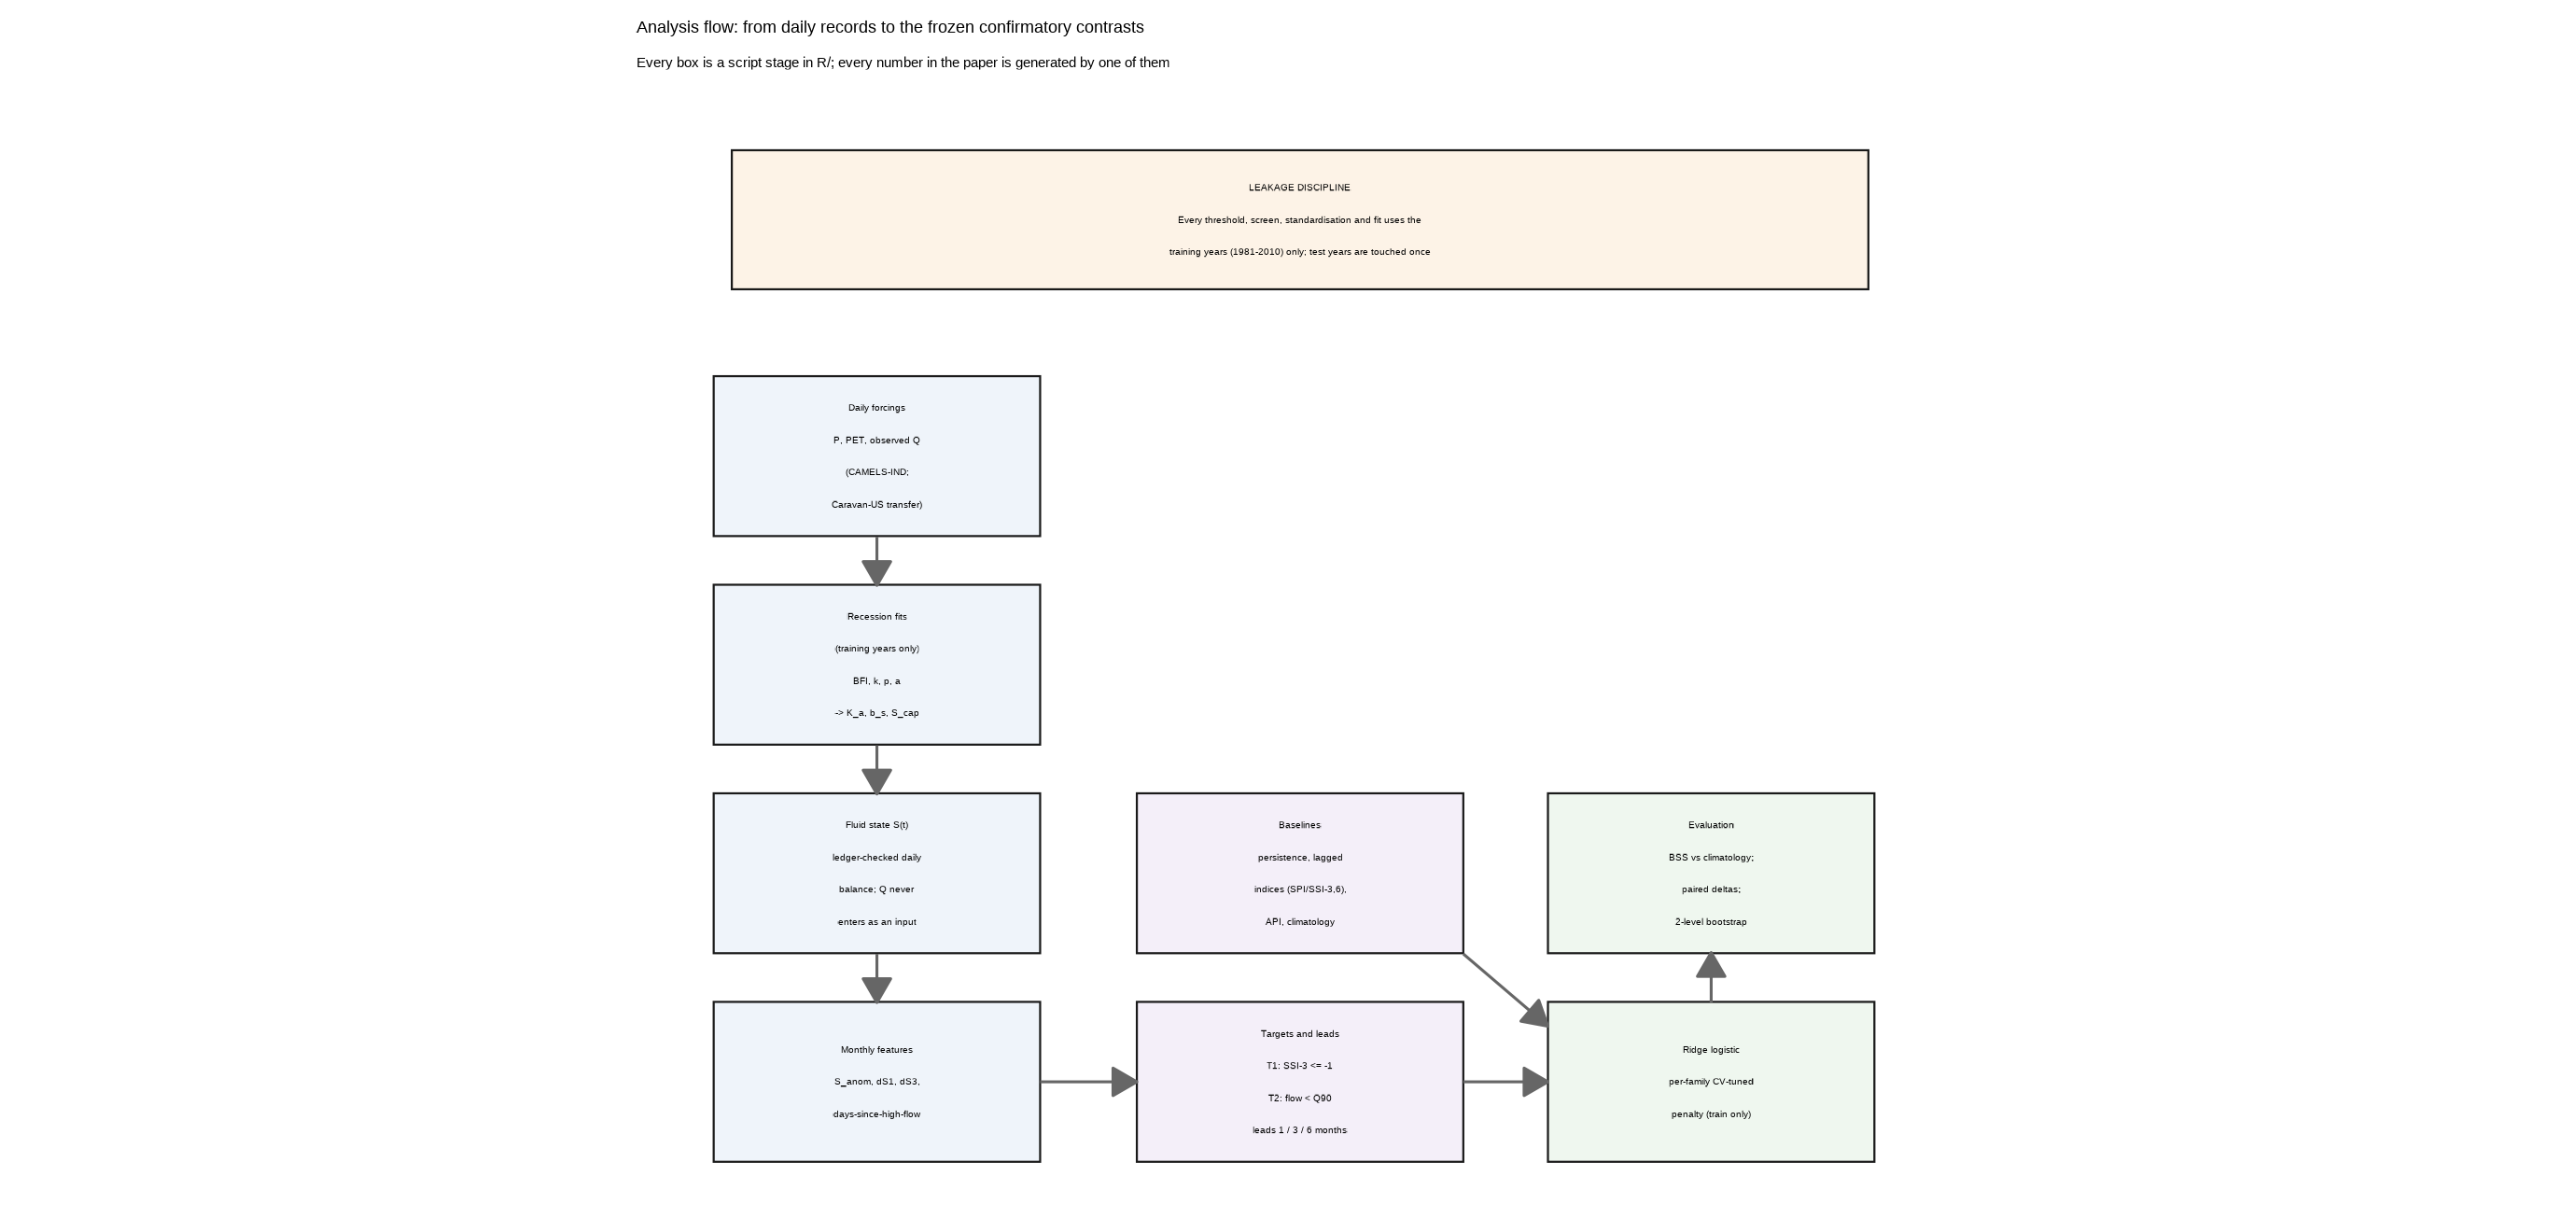 Analysis flow: from daily records to the frozen confirmatory contrasts
Every box is a script stage in R/; every number in the paper is generated by one of them
LEAKAGE DISCIPLINE
Every threshold, screen, standardisation and fit uses the
training years (1981-2010) only; test years are touched once
Daily forcings
P, PET, observed Q
(CAMELS-IND;
Caravan-US transfer)
Recession fits
(training years only)
BFI, k, p, a
-> K_a, b_s, S_cap
Fluid state S(t)
ledger-checked daily
balance; Q never
enters as an input
Baselines
persistence, lagged
indices (SPI/SSI-3,6),
API, climatology
Evaluation
BSS vs climatology;
paired deltas;
2-level bootstrap
Monthly features
S_anom, dS1, dS3,
days-since-high-flow
Targets and leads
T1: SSI-3 <= -1
T2: flow < Q90
leads 1 / 3 / 6 months
Ridge logistic
per-family CV-tuned
penalty (train only)